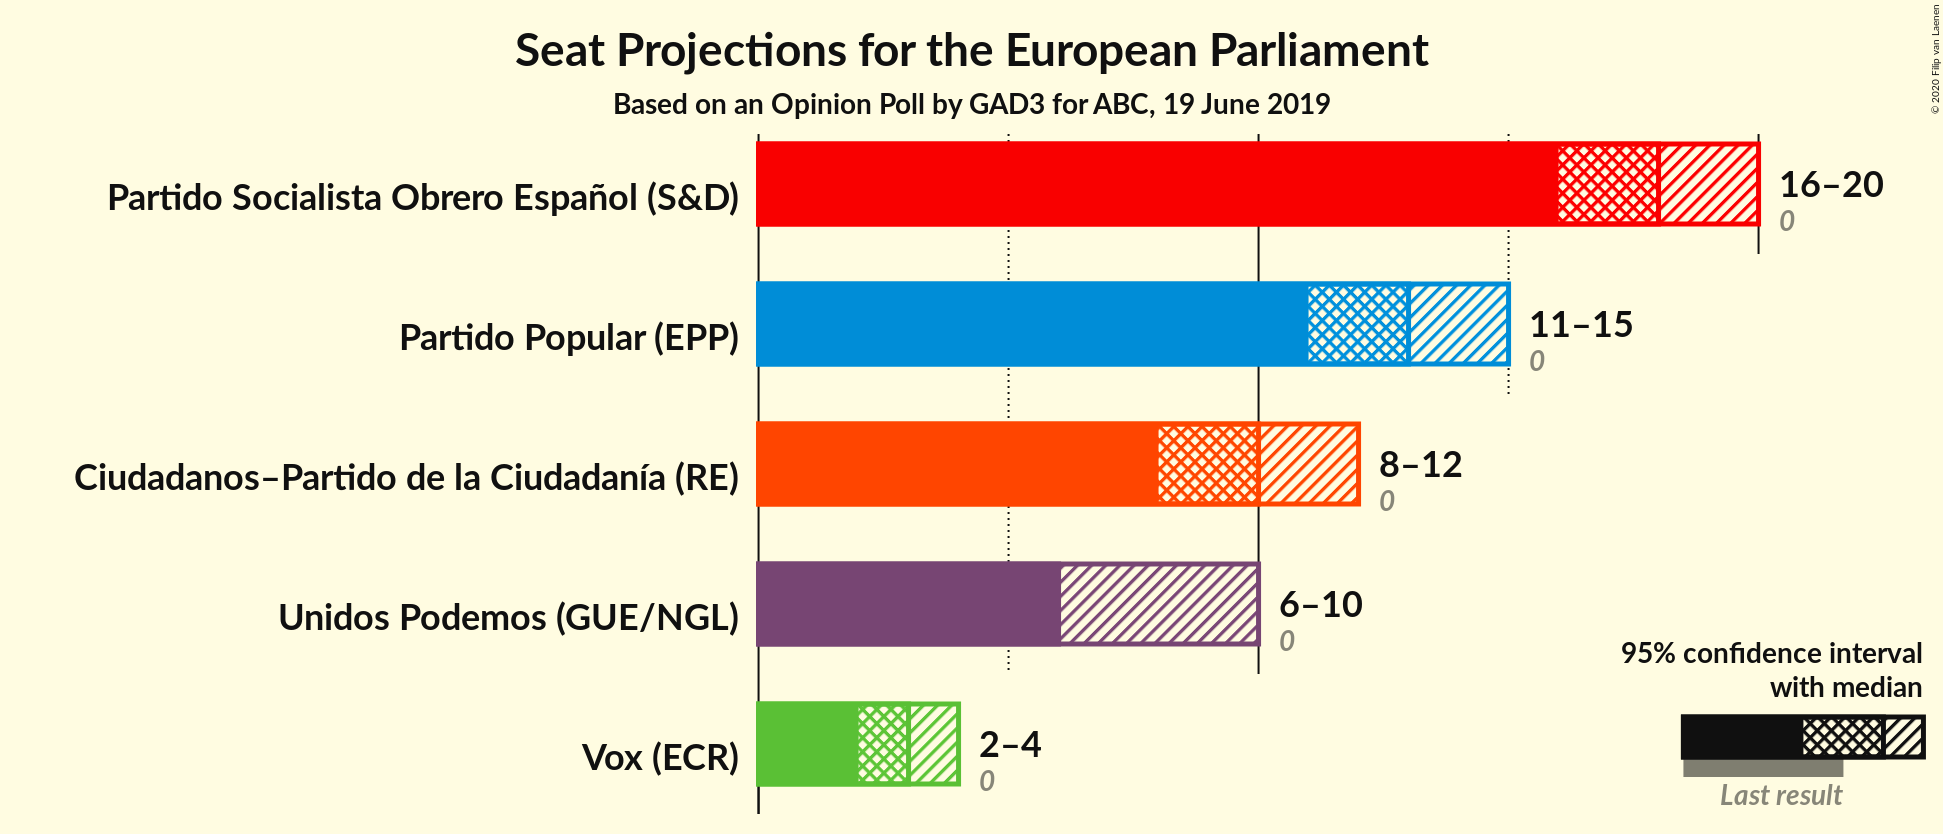 Seat Projections for the European Parliament
Based on an Opinion Poll by GAD3 for ABC, 19 June 2019
© 2020 Filip van Laenen
Partido Socialista Obrero Español (S&D)
16–20
0
Partido Popular (EPP)
11–15
0
Ciudadanos–Partido de la Ciudadanía (RE)
8–12
0
Unidos Podemos (GUE/NGL)
6–10
0
Vox (ECR)
2–4
0
95% confidence interval
with median
Last result